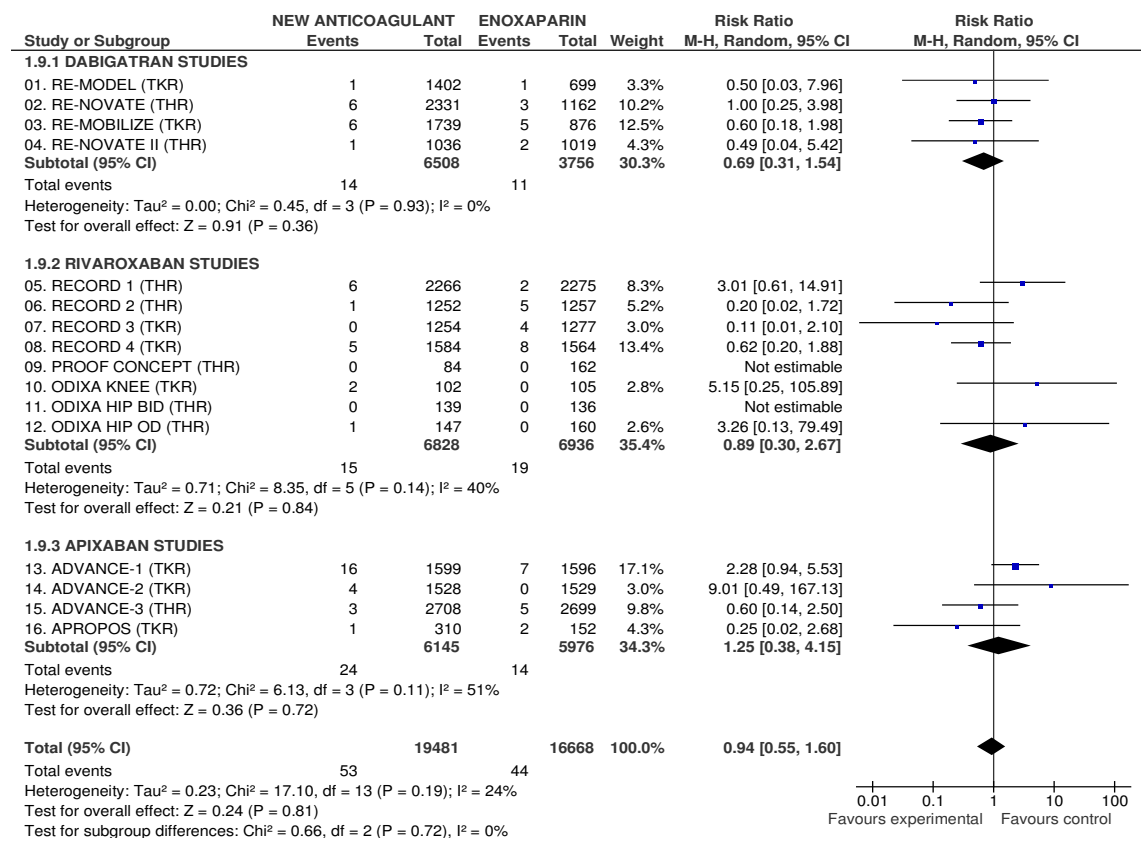 NEW ANTICOAGULANT ENOXAPARIN Risk Ratio Risk Ratio
Study or Subgroup Events Total Events Total Weight M-H, Random, 95% CI M-H, Random, 95% CI
1.9.1 DABIGATRAN STUDIES
01. RE-MODEL (TKR) 1 1402 1 699 3.3% 0.50 [0.03, 7.96]
02. RE-NOVATE (THR) 6 2331 3 1162 10.2% 1.00 [0.25, 3.98]
03. RE-MOBILIZE (TKR) 6 1739 5 876 12.5% 0.60 [0.18, 1.98]
04. RE-NOVATE II (THR) 1 1036 2 1019 4.3% 0.49 [0.04, 5.42]
Subtotal (95% CI) 6508 3756 30.3% 0.69 [0.31, 1.54]
Total events 14 11
Heterogeneity: Tau² = 0.00; Chi² = 0.45, df = 3 (P = 0.93); I² = 0%
Test for overall effect: Z = 0.91 (P = 0.36)
1.9.2 RIVAROXABAN STUDIES
05. RECORD 1 (THR) 6 2266 2 2275 8.3% 3.01 [0.61, 14.91]
06. RECORD 2 (THR) 1 1252 5 1257 5.2% 0.20 [0.02, 1.72]
07. RECORD 3 (TKR) 0 1254 4 1277 3.0% 0.11 [0.01, 2.10]
08. RECORD 4 (TKR) 5 1584 8 1564 13.4% 0.62 [0.20, 1.88]
09. PROOF CONCEPT (THR) 0 84 0 162 Not estimable
10. ODIXA KNEE (TKR) 2 102 0 105 2.8% 5.15 [0.25, 105.89]
11. ODIXA HIP BID (THR) 0 139 0 136 Not estimable
12. ODIXA HIP OD (THR) 1 147 0 160 2.6% 3.26 [0.13, 79.49]
Subtotal (95% CI) 6828 6936 35.4% 0.89 [0.30, 2.67]
Total events 15 19
Heterogeneity: Tau² = 0.71; Chi² = 8.35, df = 5 (P = 0.14); I² = 40%
Test for overall effect: Z = 0.21 (P = 0.84)
1.9.3 APIXABAN STUDIES
13. ADVANCE-1 (TKR) 16 1599 7 1596 17.1% 2.28 [0.94, 5.53]
14. ADVANCE-2 (TKR) 4 1528 0 1529 3.0% 9.01 [0.49, 167.13]
15. ADVANCE-3 (THR) 3 2708 5 2699 9.8% 0.60 [0.14, 2.50]
16. APROPOS (TKR) 1 310 2 152 4.3% 0.25 [0.02, 2.68]
Subtotal (95% CI) 6145 5976 34.3% 1.25 [0.38, 4.15]
Total events 24 14
Heterogeneity: Tau² = 0.72; Chi² = 6.13, df = 3 (P = 0.11); I² = 51%
Test for overall effect: Z = 0.36 (P = 0.72)
Total (95% CI) 19481 16668 100.0% 0.94 [0.55, 1.60]
Total events 53 44
Heterogeneity: Tau² = 0.23; Chi² = 17.10, df = 13 (P = 0.19); I² = 24%
Test for overall effect: Z = 0.24 (P = 0.81)
Test for subgroup differences: Chi² = 0.66, df = 2 (P = 0.72), I² = 0%
0.01 0.1 1 10 100
Favours experimental Favours control